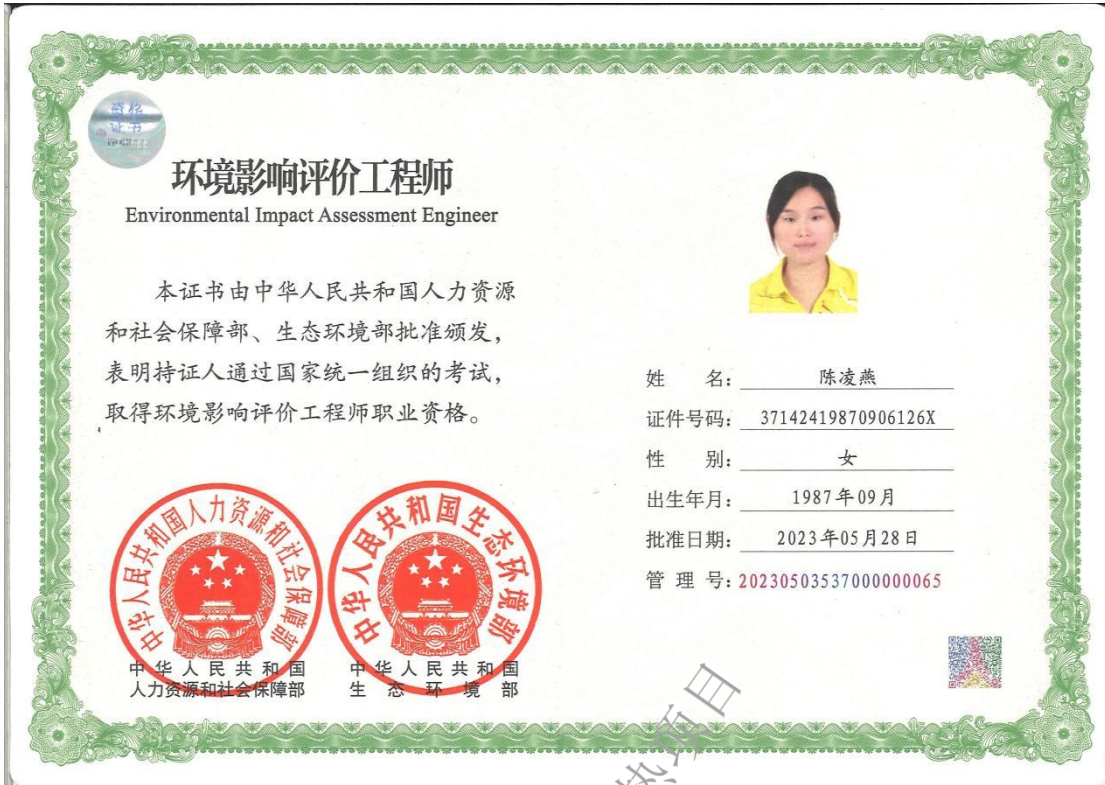 资格
证书
环境影响评价工程师
Environmental Impact Assessment Engineer
本证书由中华人民共和国人力资源
和社会保障部、生态环境部批准颁发，
表明持证人通过国家统一组织的考试，
取得环境影响评价工程师职业资格。
中华人民共和国人力资源和社会保障部
中华人民共和国
人力资源和社会保障部
中华人民共和国生态环境部
中华人民共和国
生态环境部
姓 名： 陈凌燕
证件号码： 37142419870906126X
性 别： 女
出生年月： 1987年09月
批准日期： 2023年05月28日
管 理 号：20230503537000000065
项目